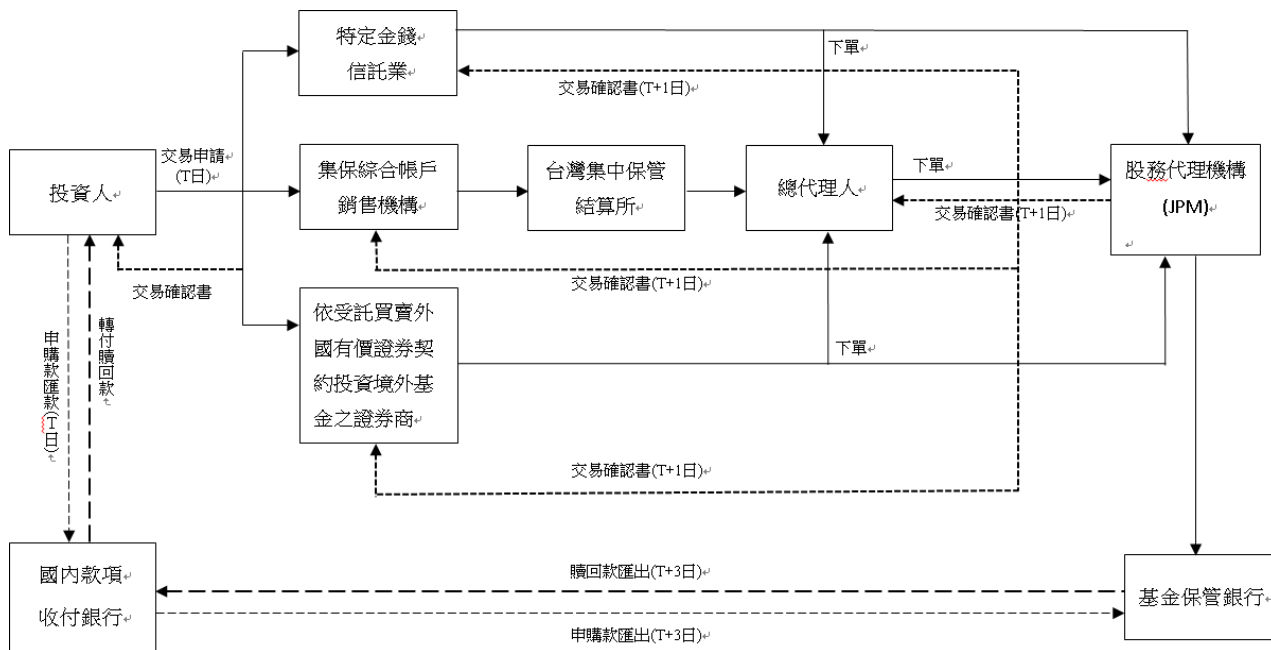 特定金錢
信託業
下單
交易確認書(T+1日)
投資人
交易申請
(T日)
集保綜合帳戶
銷售機構
台灣集中保管
結算所
總代理人
下單
交易確認書(T+1日)
股務代理機構
(JPM)
交易確認書
交易確認書(T+1日)
依受託買賣外
國有價證券契
約投資境外基
金之證券商
下單
申購款匯款(T日)
轉付贖回款
交易確認書(T+1日)
國內款項
收付銀行
贖回款匯出(T+3日)
申購款匯出(T+3日)
基金保管銀行